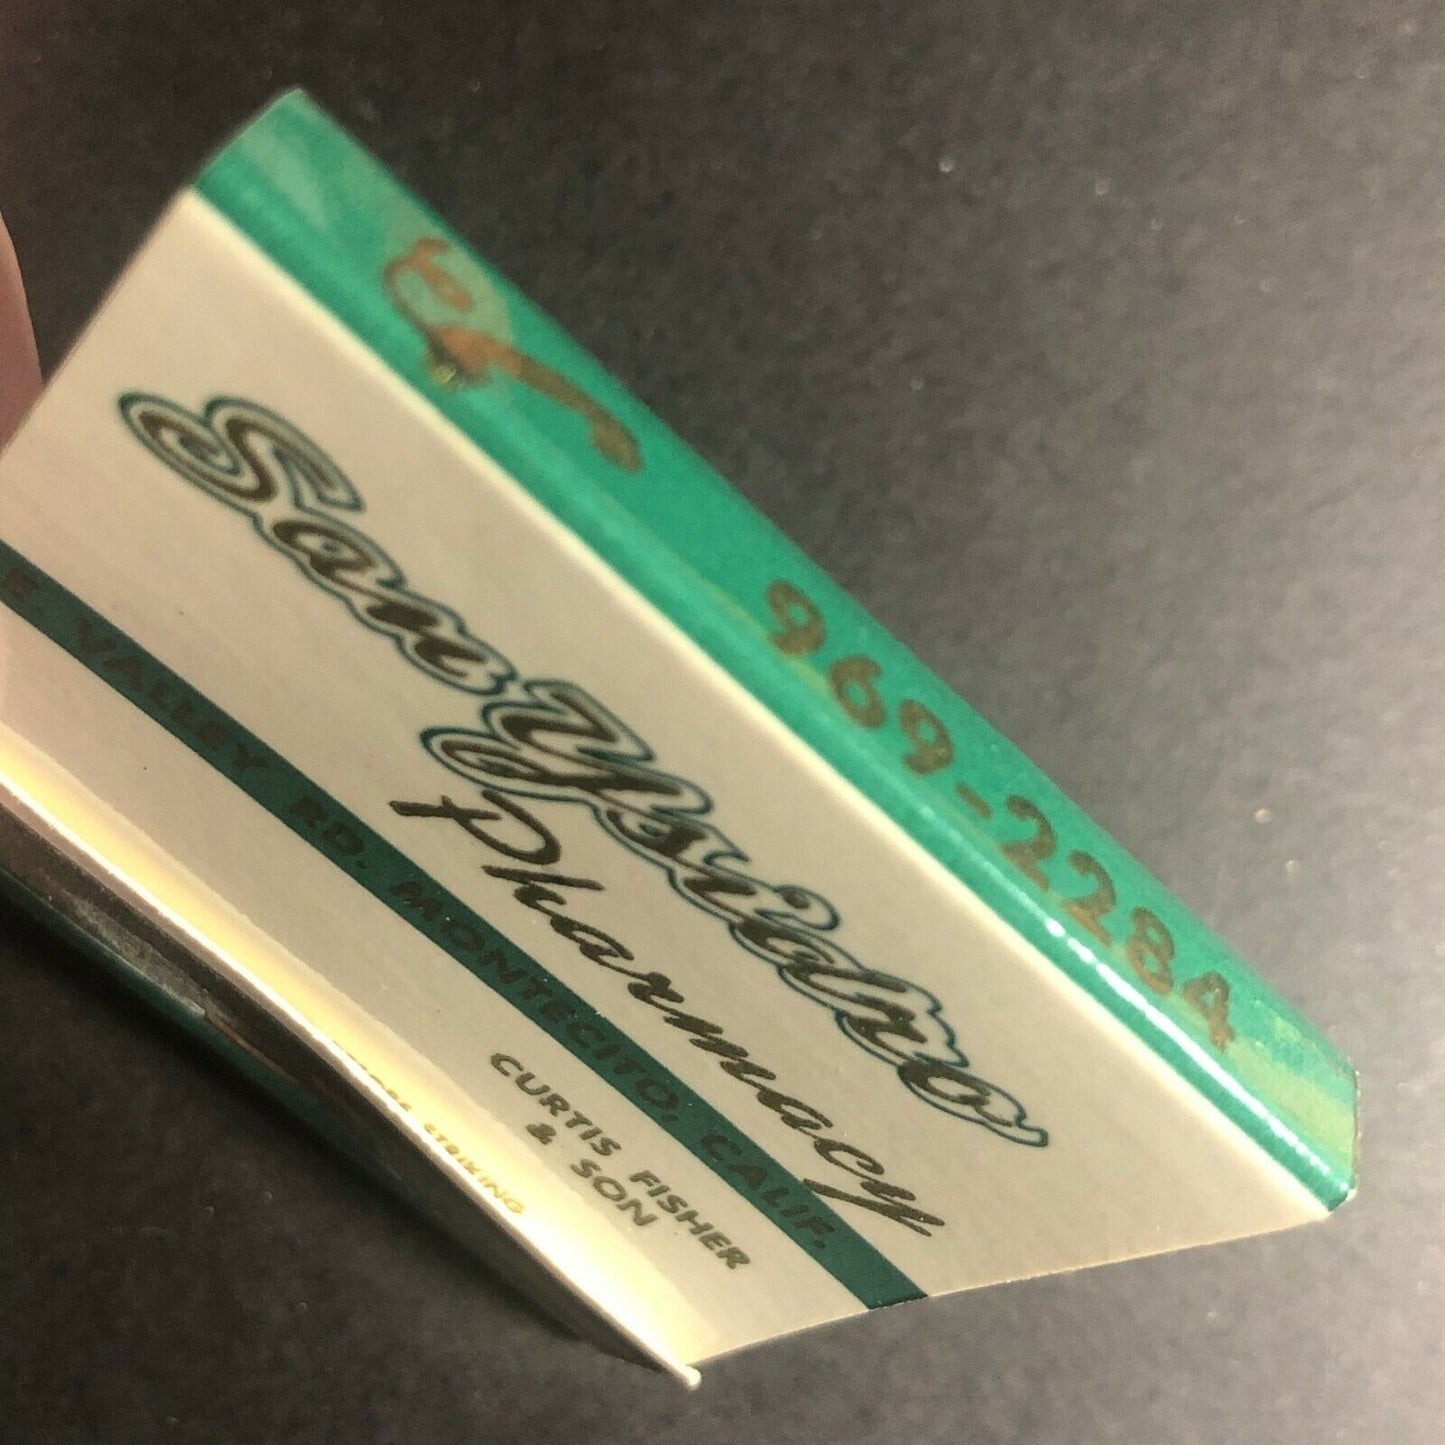 969-2284
San Ysidro
Pharmacy
E. VALLEY RD. MONTECITO, CALIF.
CURTIS FISHER
& SON
STRIKING